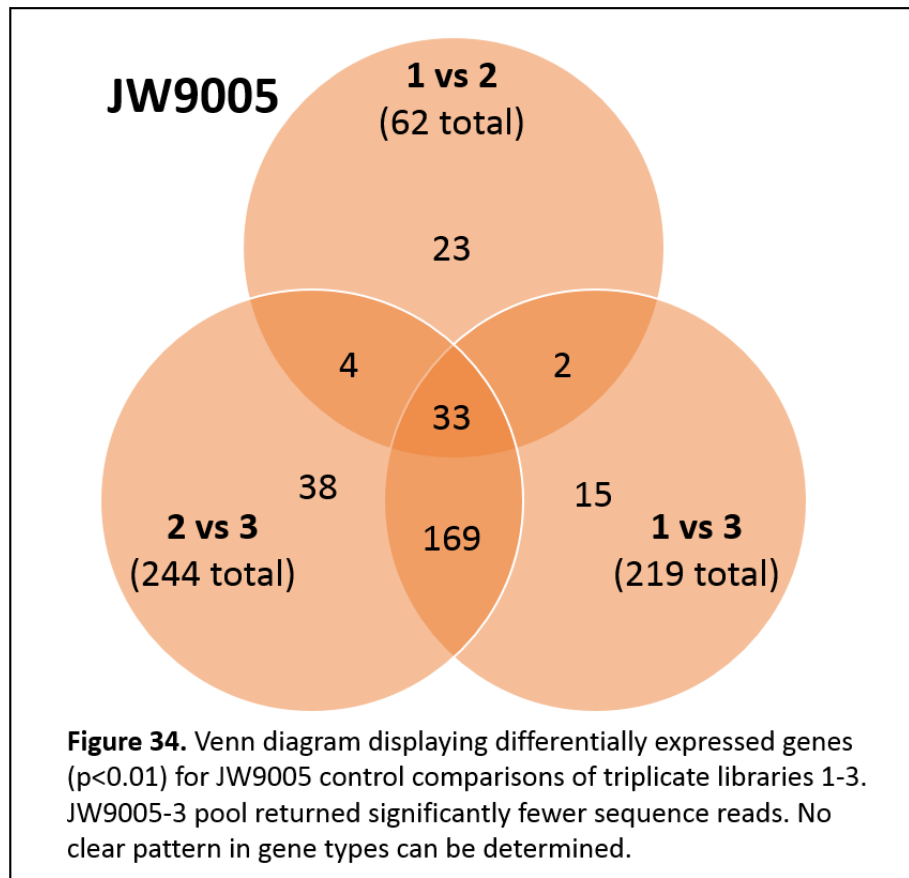 JW9005
1 vs 2
(62 total)
23
4
2
33
38
15
2 vs 3
(244 total)
169
1 vs 3
(219 total)
Figure 34. Venn diagram displaying differentially expressed genes
(p<0.01) for JW9005 control comparisons of triplicate libraries 1-3.
JW9005-3 pool returned significantly fewer sequence reads. No
clear pattern in gene types can be determined.